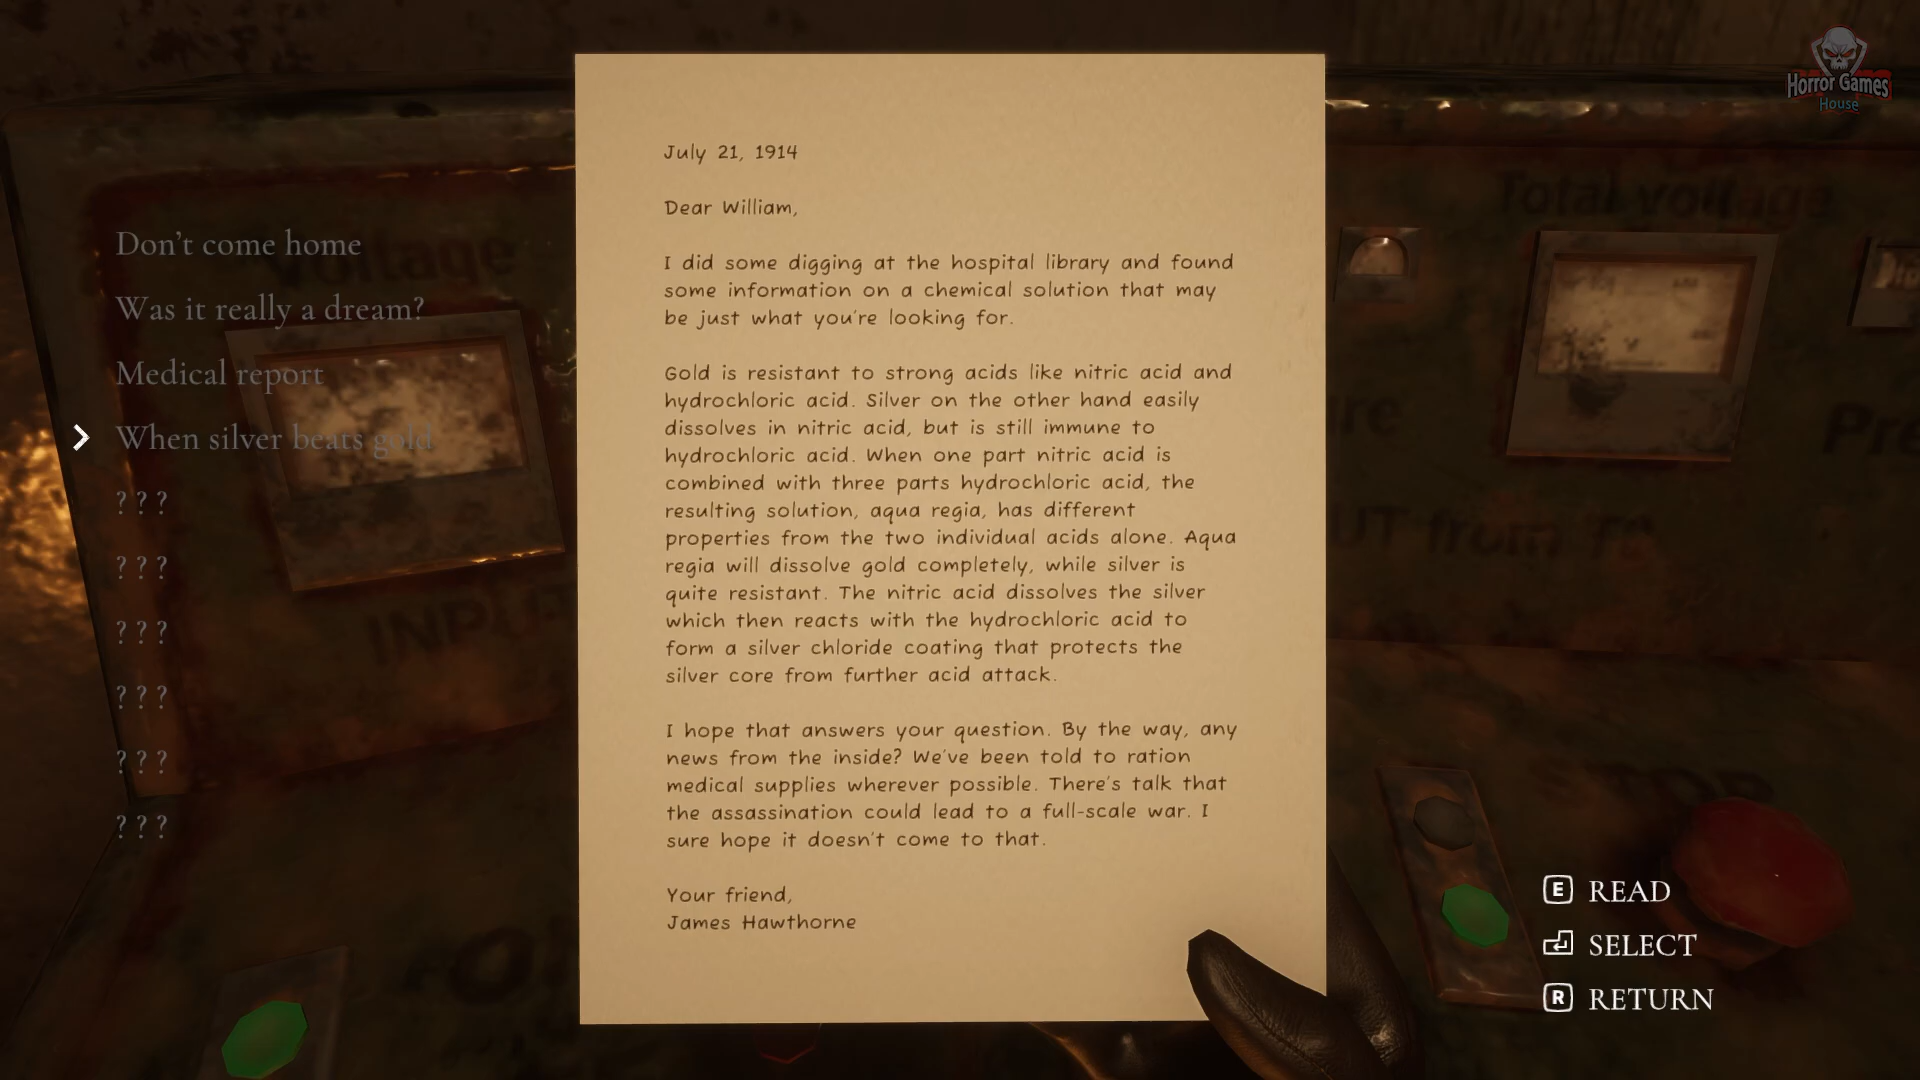 Horror Games
House
Total voltage
Voltage
Don't come home
Was it really a dream?
Medical report
When silver beats gold
? ? ?
? ? ?
? ? ?
? ? ?
? ? ?
? ? ?
July 21, 1914
Dear William,
I did some digging at the hospital library and found
some information on a chemical solution that may
be just what you're looking for.
Gold is resistant to strong acids like nitric acid and
hydrochloric acid. Silver on the other hand easily
dissolves in nitric acid, but is still immune to
hydrochloric acid. When one part nitric acid is
combined with three parts hydrochloric acid, the
resulting solution, aqua regia, has different
properties from the two individual acids alone. Aqua
regia will dissolve gold completely, while silver is
quite resistant. The nitric acid dissolves the silver
which then reacts with the hydrochloric acid to
form a silver chloride coating that protects the
silver core from further acid attack.
I hope that answers your question. By the way, any
news from the inside? We've been told to ration
medical supplies wherever possible. There's talk that
the assassination could lead to a full-scale war. I
sure hope it doesn't come to that.
Your friend,
James Hawthorne
STOP
E READ
SELECT
R RETURN